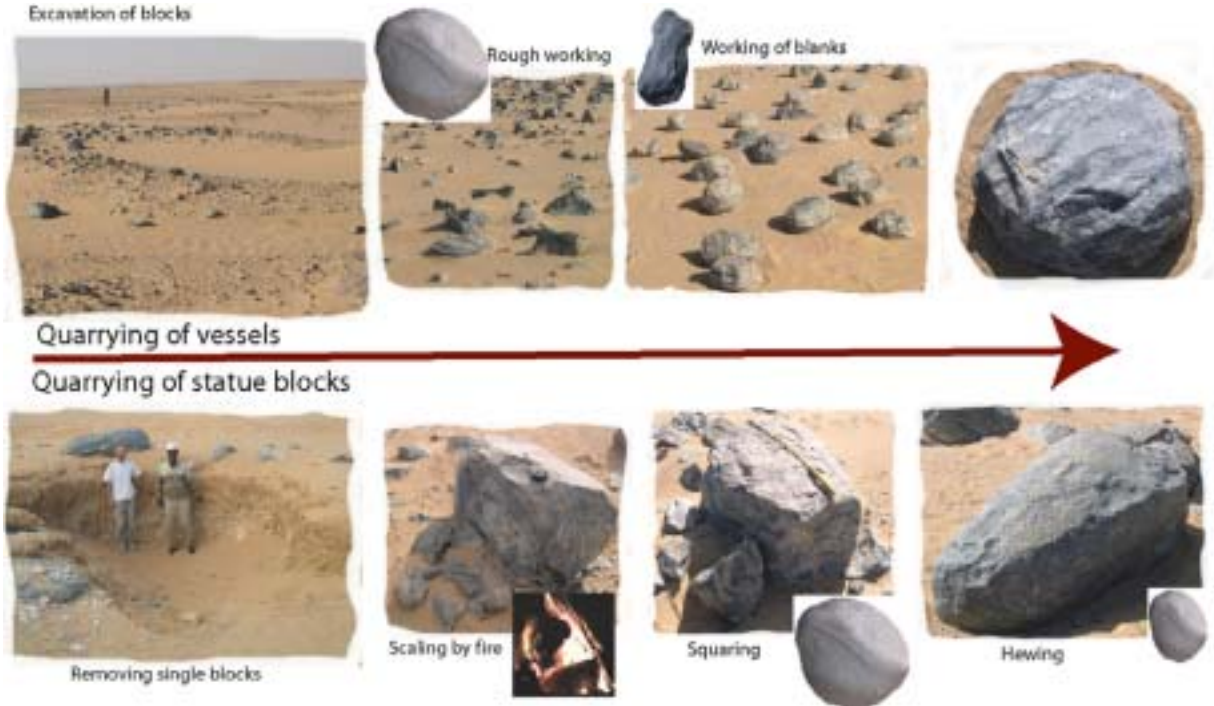 Excavation of blocks
Rough working
Working of blanks
Quarrying of vessels
Quarrying of statue blocks
Removing single blocks
Scaling by fire
Squaring
Hewing